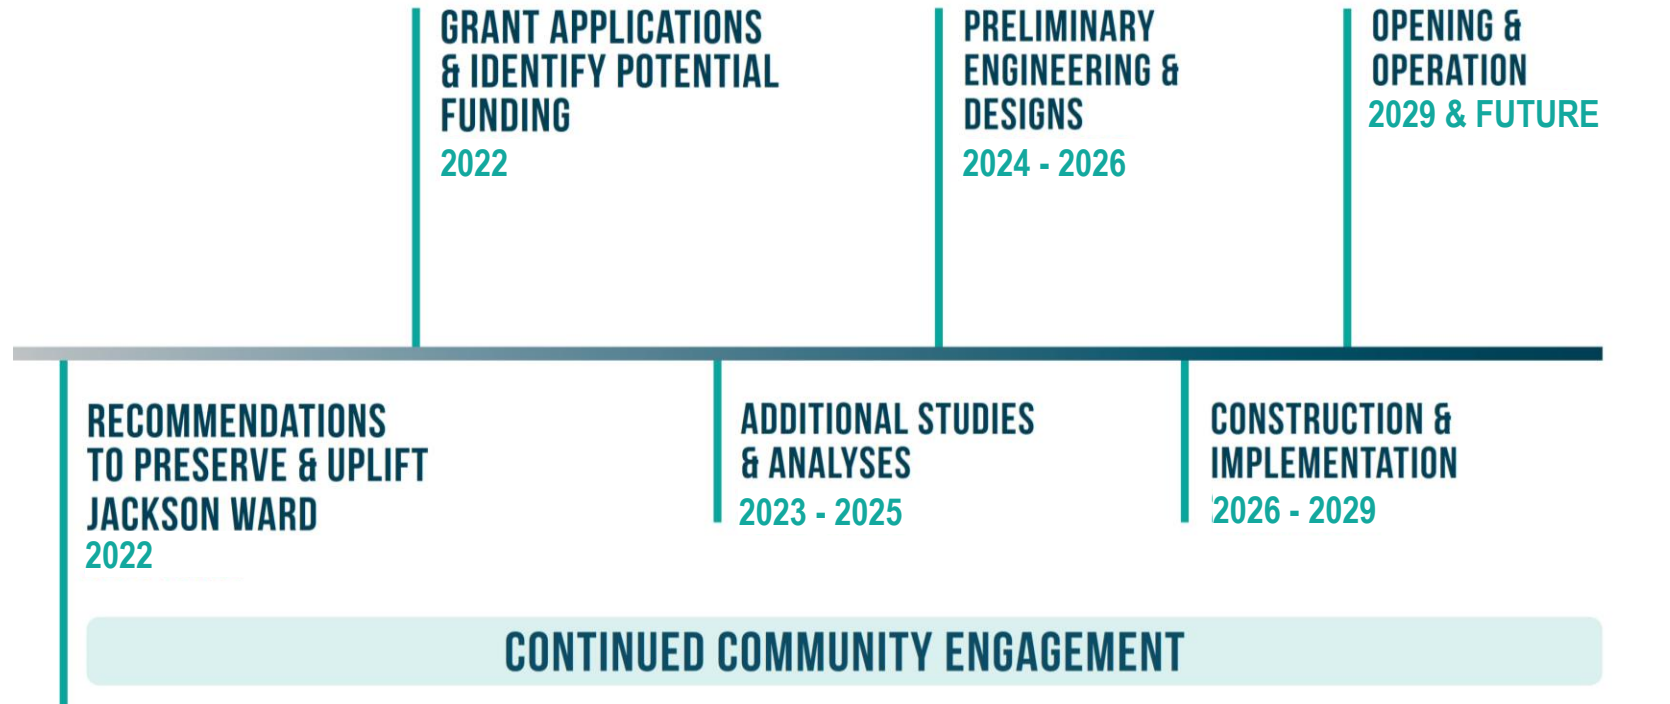 GRANT APPLICATIONS
& IDENTIFY POTENTIAL
FUNDING
2022
PRELIMINARY
ENGINEERING &
DESIGNS
2024 - 2026
OPENING &
OPERATION
2029 & FUTURE
RECOMMENDATIONS
TO PRESERVE & UPLIFT
JACKSON WARD
2022
ADDITIONAL STUDIES
& ANALYSES
2023 - 2025
CONSTRUCTION &
IMPLEMENTATION
2026 - 2029
CONTINUED COMMUNITY ENGAGEMENT